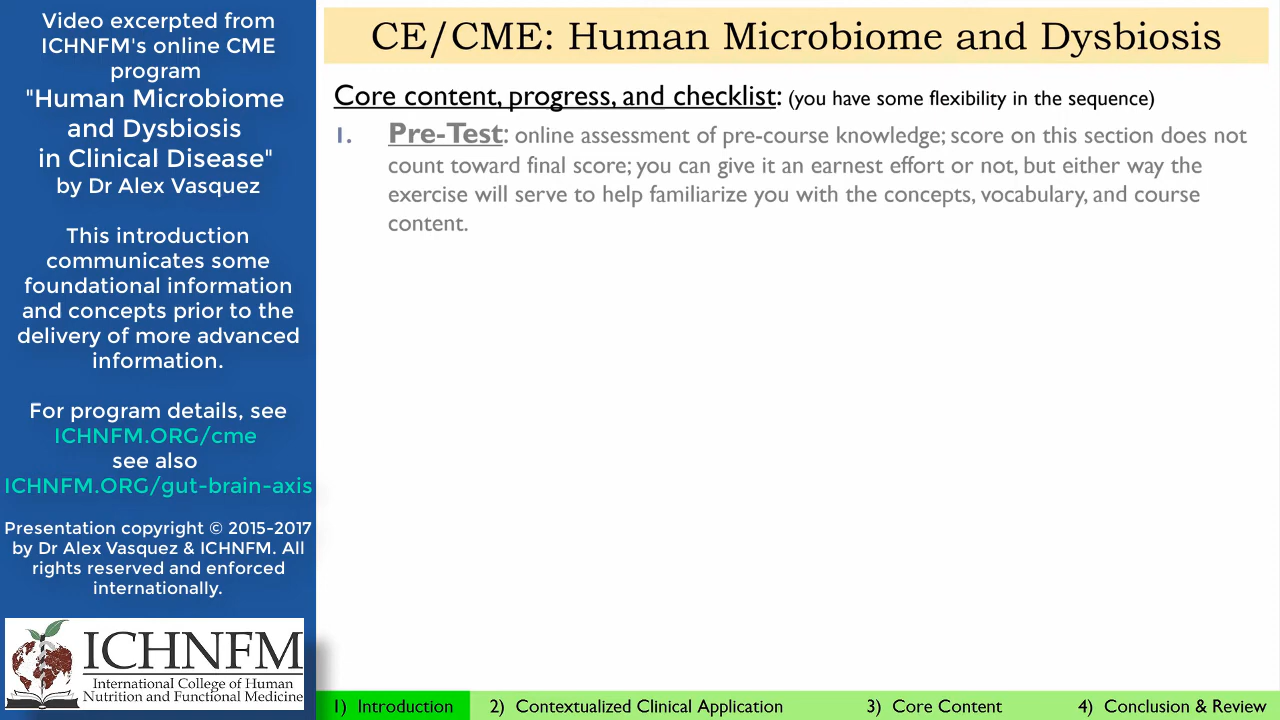 Video excerpted from
ICHNFM's online CME
program
"Human Microbiome
and Dysbiosis
in Clinical Disease"
by Dr Alex Vasquez
This introduction
communicates some
foundational information
and concepts prior to the
delivery of more advanced
information.
For program details, see
ICHNFM.ORG/cme
see also
ICHNFM.ORG/gut-brain-axis
Presentation copyright © 2015-2017
by Dr Alex Vasquez & ICHNFM. All
rights reserved and enforced
internationally.
ICHNFM
International College of Human
Nutrition and Functional Medicine
CE/CME: Human Microbiome and Dysbiosis
Core content, progress, and checklist: (you have some flexibility in the sequence)
1. Pre-Test: online assessment of pre-course knowledge; score on this section does not
count toward final score; you can give it an earnest effort or not, but either way the
exercise will serve to help familiarize you with the concepts, vocabulary, and course
content.
1) Introduction 2) Contextualized Clinical Application 3) Core Content 4) Conclusion & Review